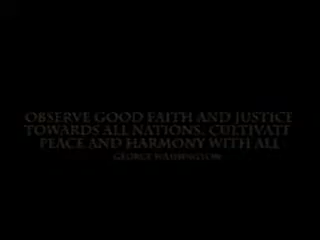 OBSERVE GOOD FAITH AND JUSTICE
TOWARDS ALL NATIONS. CULTIVATE
PEACE AND HARMONY WITH ALL
GEORGE WASHINGTON